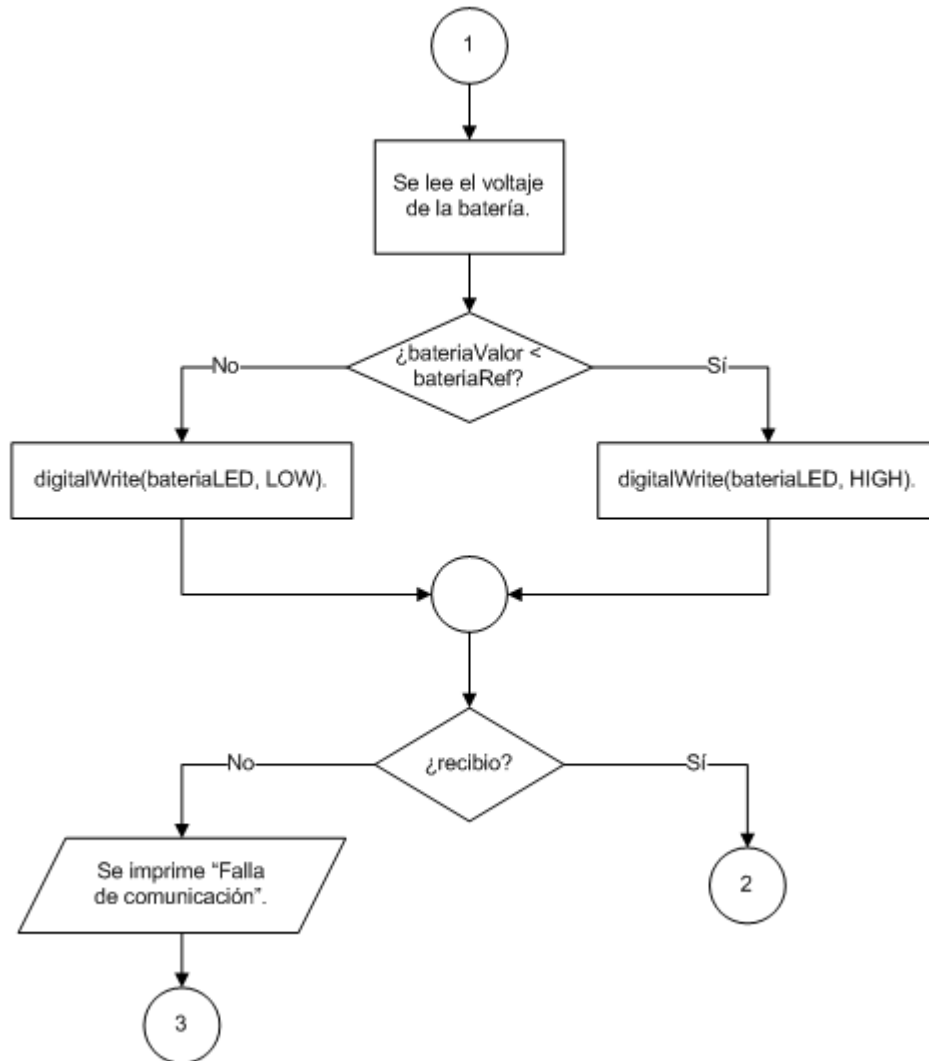 1
Se lee el voltaje
de la batería.
¿bateriaValor <
bateriaRef?
No
Sí
digitalWrite(bateriaLED, LOW).
digitalWrite(bateriaLED, HIGH).
¿recibio?
No
Sí
Se imprime “Falla
de comunicación”.
2
3